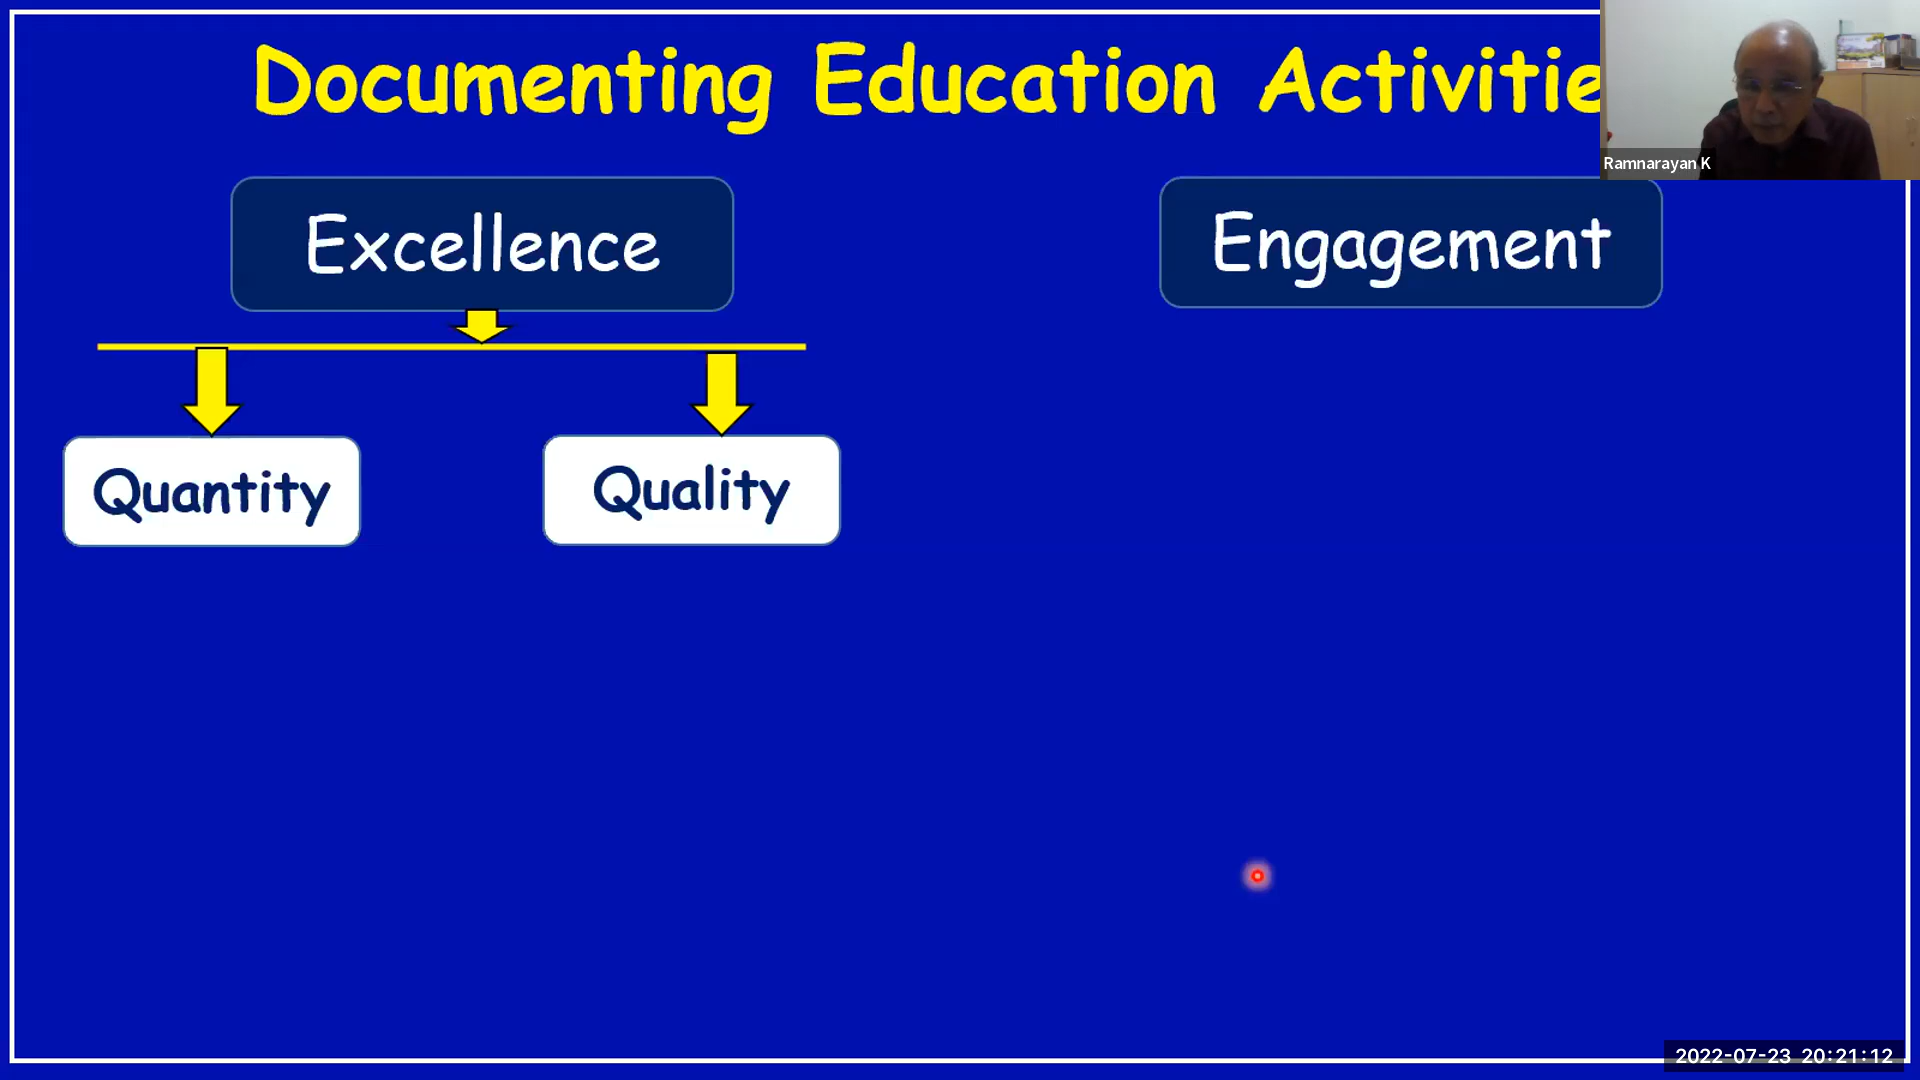 Documenting Education Activitie
Ramnarayan K
Excellence
Engagement
Quantity
Quality
2022-07-23 20:21:12